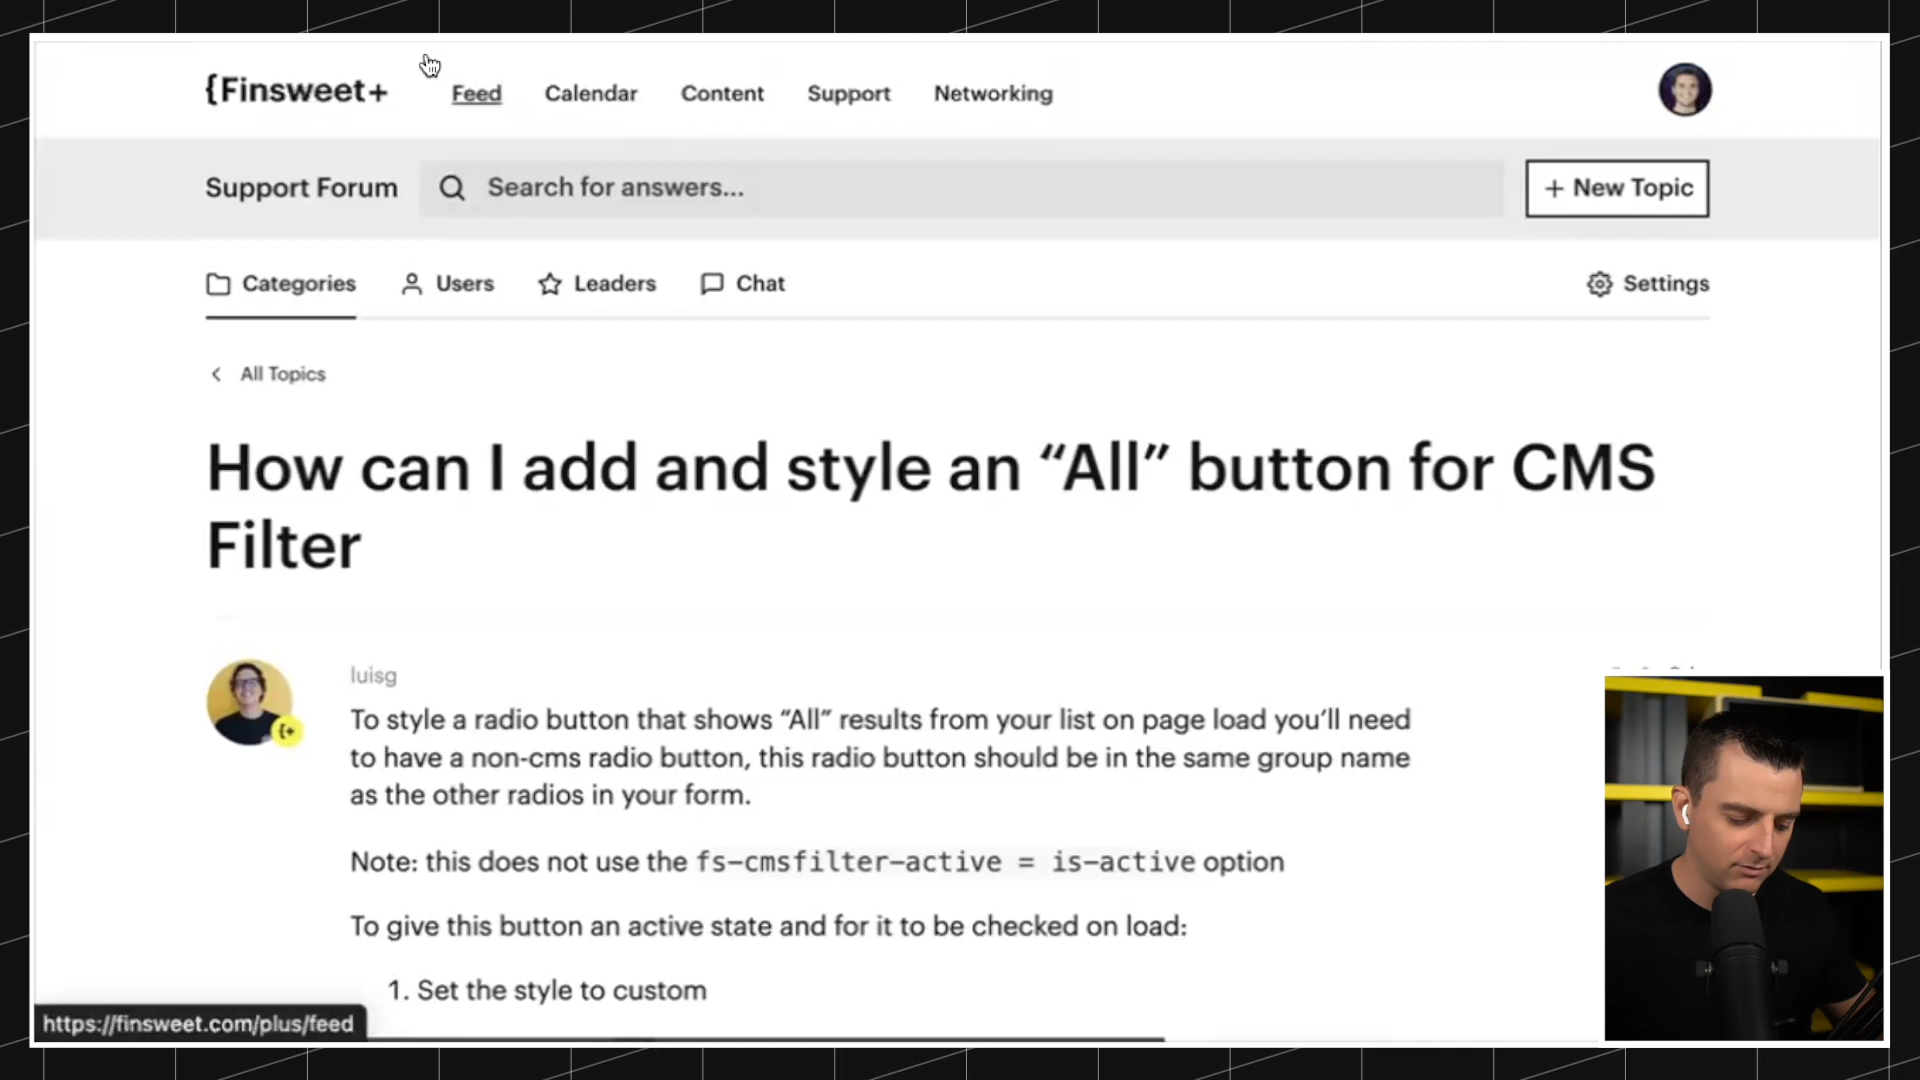 {Finsweet+
Feed
Calendar
Content
Support
Networking
Support Forum
Search for answers...
+ New Topic
Categories
Users
Leaders
Chat
Settings
< All Topics
How can I add and style an “All” button for CMS
Filter
luisg
To style a radio button that shows “All” results from your list on page load you’ll need
to have a non-cms radio button, this radio button should be in the same group name
as the other radios in your form.
Note: this does not use the fs-cmsfilter-active = is-active option
To give this button an active state and for it to be checked on load:
1. Set the style to custom
https://finsweet.com/plus/feed